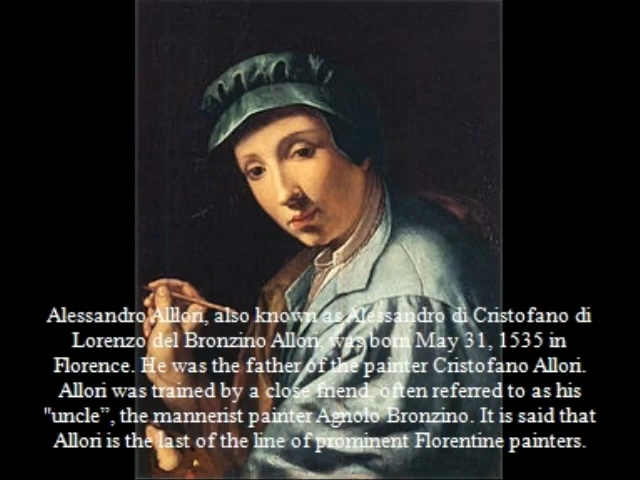 Alessandro Alllori, also known as Alessandro di Cristofano di
Lorenzo del Bronzino Allori, was born May 31, 1535 in
Florence. He was the father of the painter Cristofano Allori.
Allori was trained by a close friend, often referred to as his
"uncle”, the mannerist painter Agnolo Bronzino. It is said that
Allori is the last of the line of prominent Florentine painters.